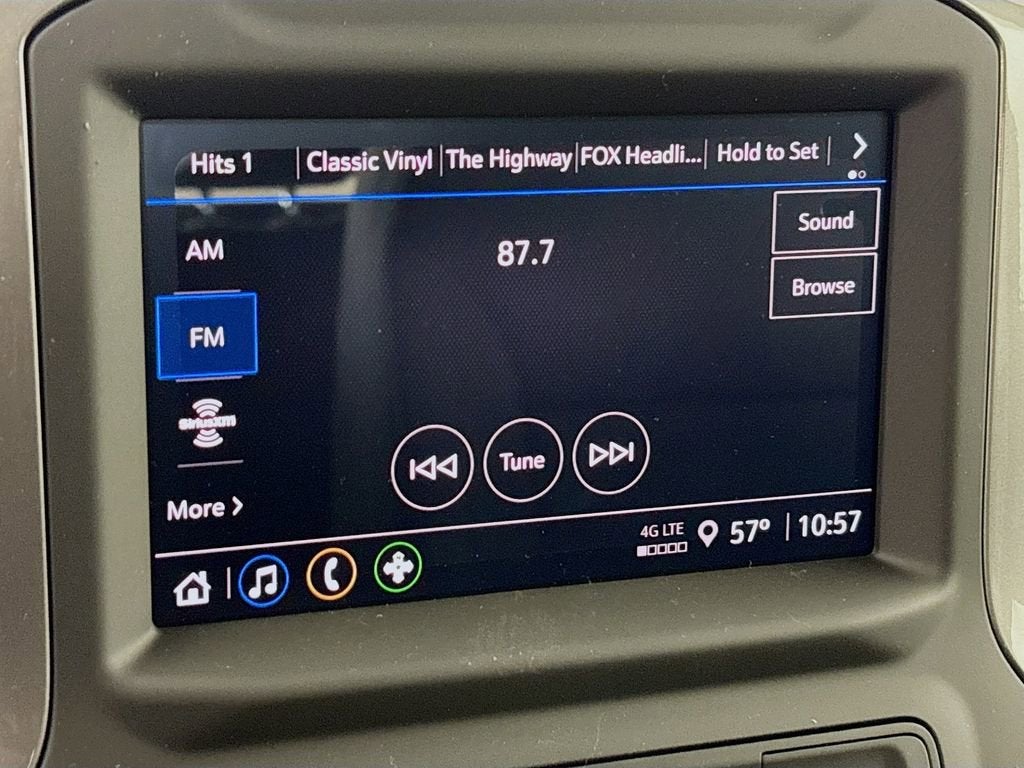 Hits 1 | Classic Vinyl | The Highway | FOX Headli... | Hold to Set |
AM
87.7
Sound
Browse
FM
SiriusXM
Tune
More
4G LTE
57° | 10:57